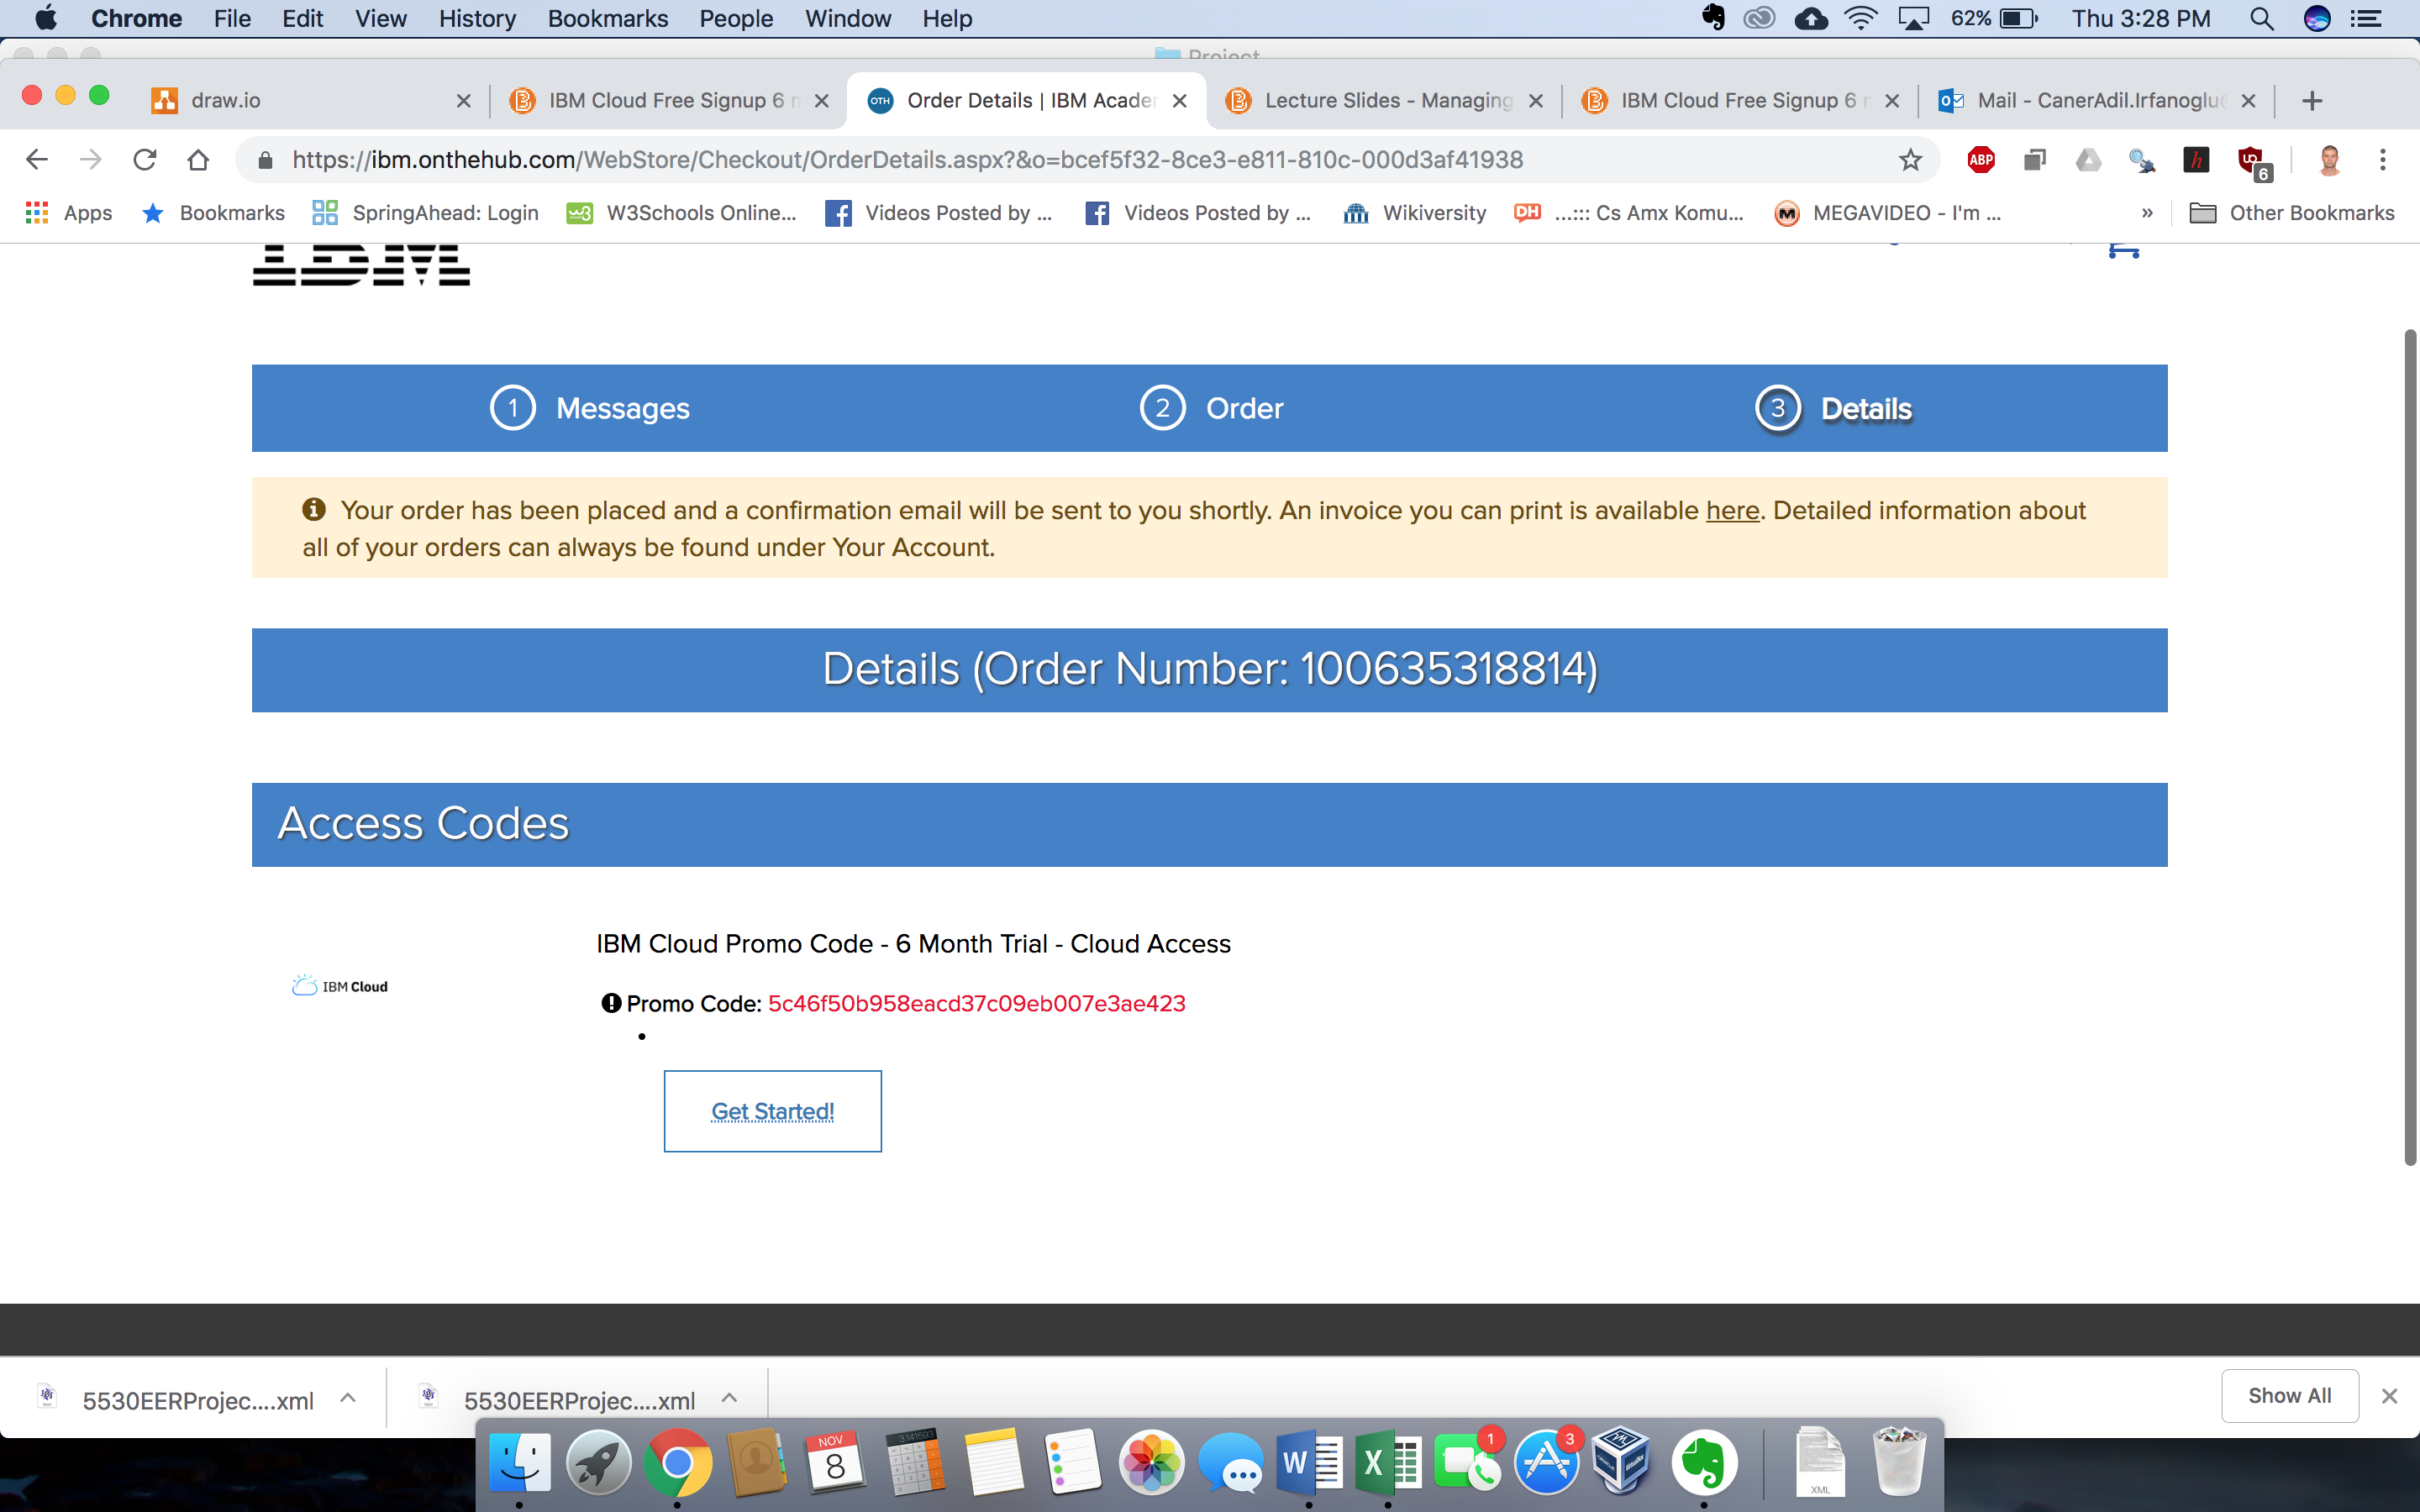 Chrome File Edit View History Bookmarks People Window Help 62% Thu 3:28 PM
Project
draw.io IBM Cloud Free Signup 6 OTH Order Details | IBM Acade Lecture Slides - Managing IBM Cloud Free Signup 6 Mail - CanerAdil.Irfanoglu
https://ibm.onthehub.com/WebStore/Checkout/OrderDetails.aspx?&o=bcef5f32-8ce3-e811-810c-000d3af41938 ABP h 6
Apps Bookmarks SpringAhead: Login W3Schools Online... Videos Posted by ... Videos Posted by ... Wikiversity DH ...::: Cs Amx Komu... MEGAVIDEO - I'm ... » Other Bookmarks
IBM
1 Messages 2 Order 3 Details
Your order has been placed and a confirmation email will be sent to you shortly. An invoice you can print is available here. Detailed information about
all of your orders can always be found under Your Account.
Details (Order Number: 100635318814)
Access Codes
IBM Cloud Promo Code - 6 Month Trial - Cloud Access
IBM Cloud
Promo Code: 5c46f50b958eacd37c09eb007e3ae423
Get Started!
5530EERProjec....xml 5530EERProjec....xml Show All
NOV
8
3.141593
W
X
1
3
XML